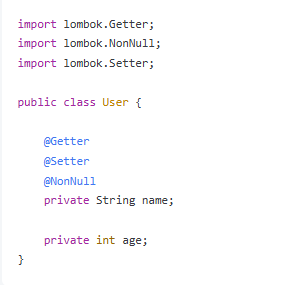 import lombok.Getter;
import lombok.NonNull;
import lombok.Setter;
public class User {
@Getter
@Setter
@NonNull
private String name;
private int age;
}